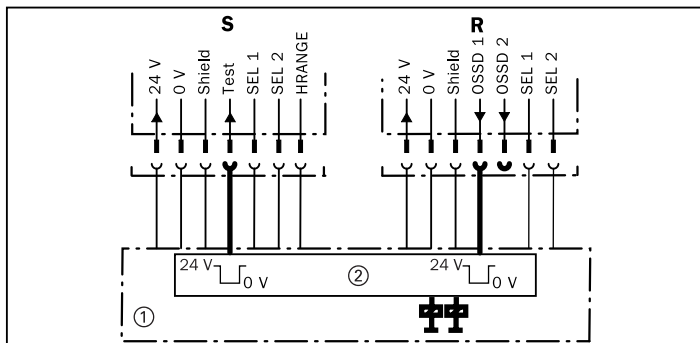 S
R
24 V
0 V
Shield
Test
SEL 1
SEL 2
HRANGE
24 V
0 V
Shield
OSSD 1
OSSD 2
SEL 1
SEL 2
24 V
0 V
②
24 V
0 V
①